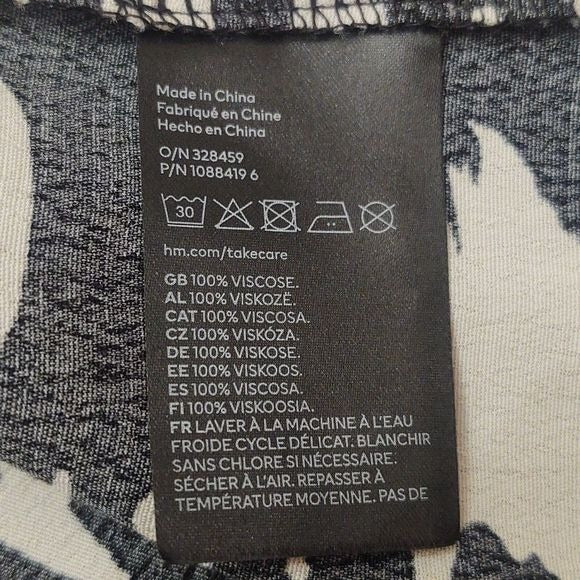 Made in China
Fabriqué en Chine
Hecho en China
O/N 328459
P/N 1088419 6
30
hm.com/takecare
GB 100% VISCOSE.
AL 100% VISKOZË.
CAT 100% VISCOSA.
CZ 100% VISKÓZA.
DE 100% VISKOSE.
EE 100% VISKOOS.
ES 100% VISCOSA.
FI 100% VISKOOSIA.
FR LAVER À LA MACHINE À L'EAU
FROIDE CYCLE DÉLICAT. BLANCHIR
SANS CHLORE SI NÉCESSAIRE.
SÉCHER À L'AIR. REPASSER À
TEMPÉRATURE MOYENNE. PAS DE